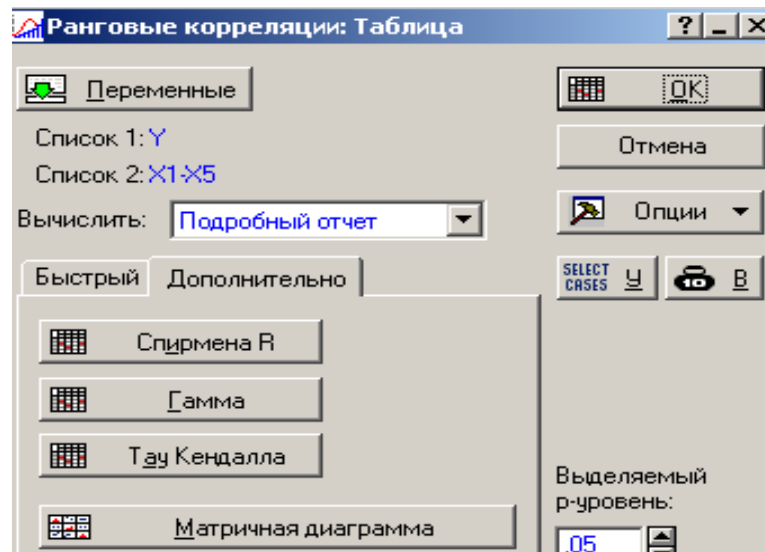 Ранговые корреляции: Таблица
Переменные
OK
Список 1: Y
Отмена
Список 2: X1-X5
Вычислить: Подробный отчет
Опции
Быстрый Дополнительно
SELECT CASES У В
Спирмена R
Гамма
Тау Кендалла
Выделяемый
p-уровень:
Матричная диаграмма
.05